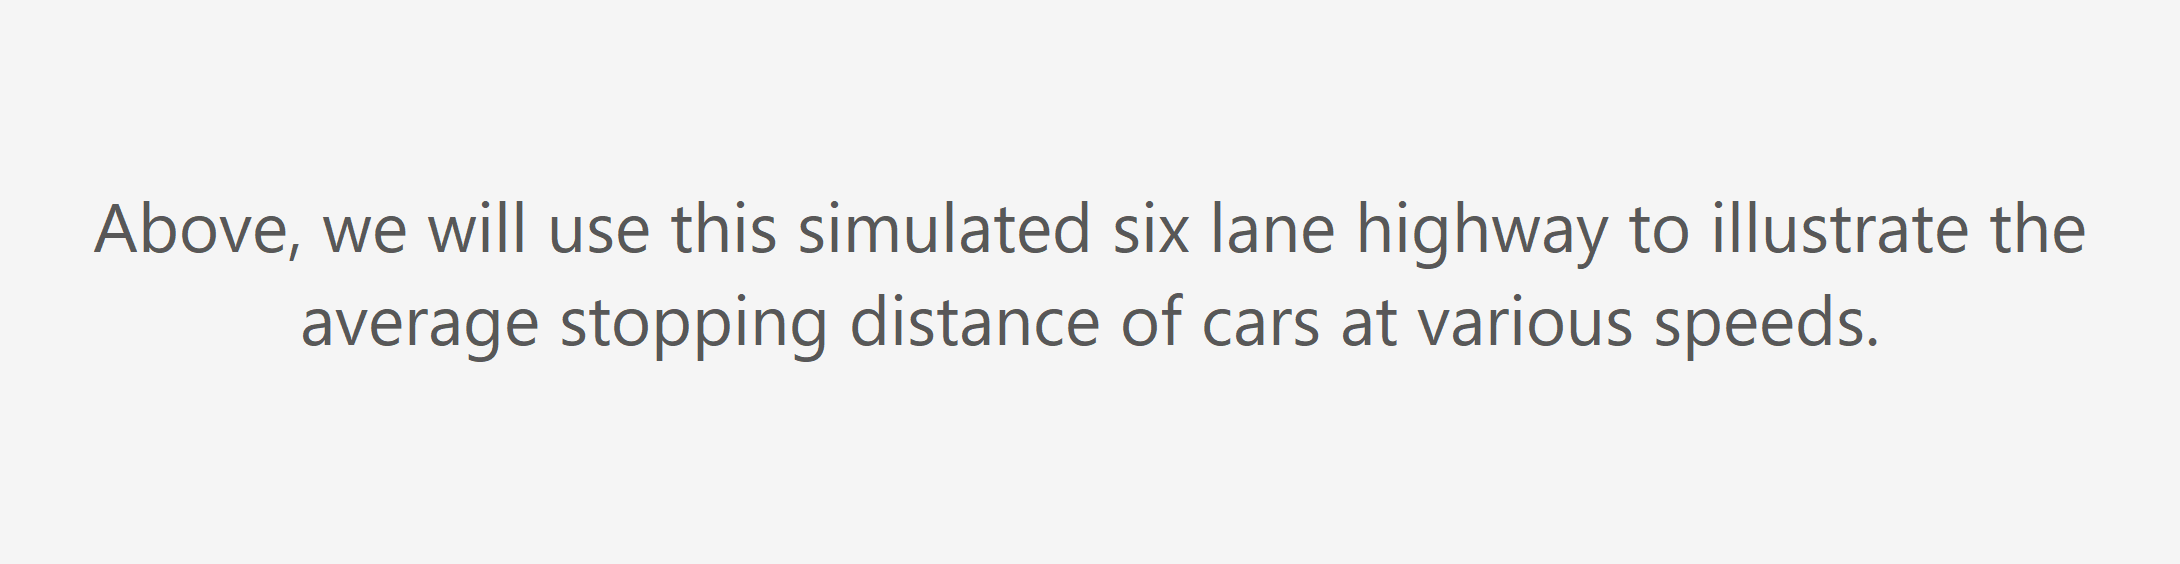 Above, we will use this simulated six lane highway to illustrate the
average stopping distance of cars at various speeds.